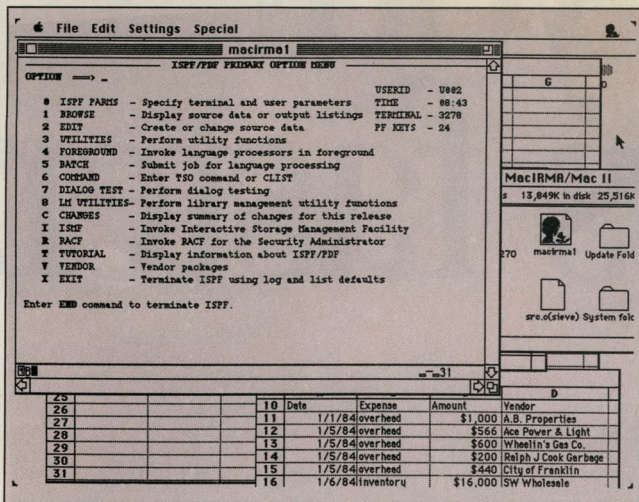 File Edit Settings Special
macirma1
ISPF/PDF PRIMARY OPTION MENU
OPTION ===> _
USERID - U002
0 ISPF PARMS - Specify terminal and user parameters TIME - 08:43
1 BROWSE - Display source data or output listings TERMINAL - 3278
2 EDIT - Create or change source data PF KEYS - 24
3 UTILITIES - Perform utility functions
4 FOREGROUND - Invoke language processors in foreground
5 BATCH - Submit job for language processing
6 COMMAND - Enter TSO command or CLIST
7 DIALOG TEST - Perform dialog testing
8 LM UTILITIES- Perform library management utility functions
C CHANGES - Display summary of changes for this release
I ISMF - Invoke Interactive Storage Management Facility
R RACF - Invoke RACF for the Security Administrator
T TUTORIAL - Display information about ISPF/PDF
V VENDOR - Vendor packages
X EXIT - Terminate ISPF using log and list defaults
Enter END command to terminate ISPF.
31
G
MacIRMA/Mac II
s 13,849K in disk 25,516K
270 macirma1 Update Fold
src.c(sieve) System folc
D
25
26 10 Date Expense Amount Vendor
27 11 1/1/84 overhead $1,000 A.B. Properties
28 12 1/5/84 overhead $566 Ace Power & Light
29 13 1/5/84 overhead $600 Wheelin's Gas Co.
30 14 1/5/84 overhead $200 Ralph J Cook Garbage
31 15 1/5/84 overhead $440 City of Franklin
16 1/6/84 inventory $16,000 SW Wholesale